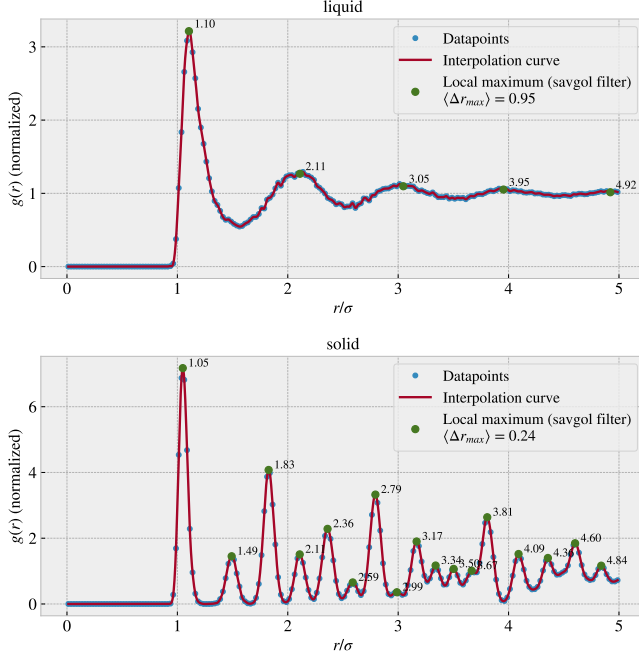 liquid
g(r) (normalized)
3
2
1
0
1.10
2.11
3.05
3.95
4.92
Datapoints
Interpolation curve
Local maximum (savgol filter)
⟨Δr_max⟩ = 0.95
0 1 2 3 4 5
r/σ
solid
g(r) (normalized)
6
4
2
0
1.05
1.49
1.83
2.11
2.36
2.59
2.79
2.99
3.17
3.34
3.50
3.67
3.81
4.09
4.36
4.60
4.84
Datapoints
Interpolation curve
Local maximum (savgol filter)
⟨Δr_max⟩ = 0.24
0 1 2 3 4 5
r/σ